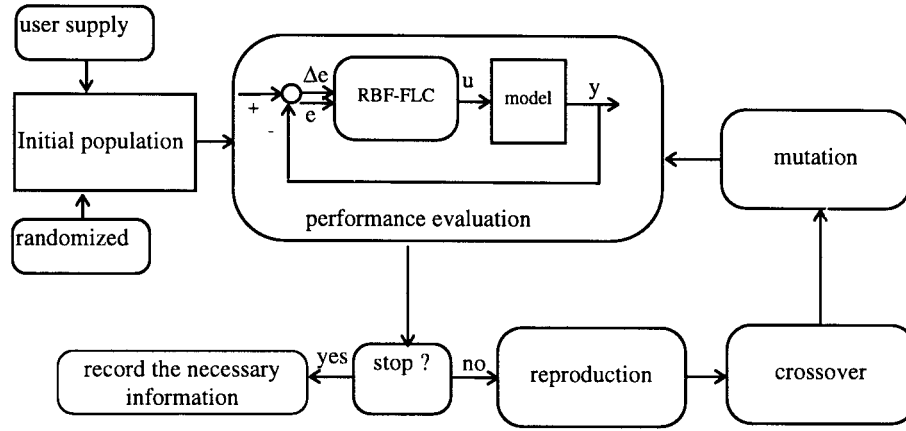 user supply
Initial population
randomized
Δe
+
e
-
RBF-FLC
u
model
y
performance evaluation
mutation
yes
stop ?
no
record the necessary
information
reproduction
crossover